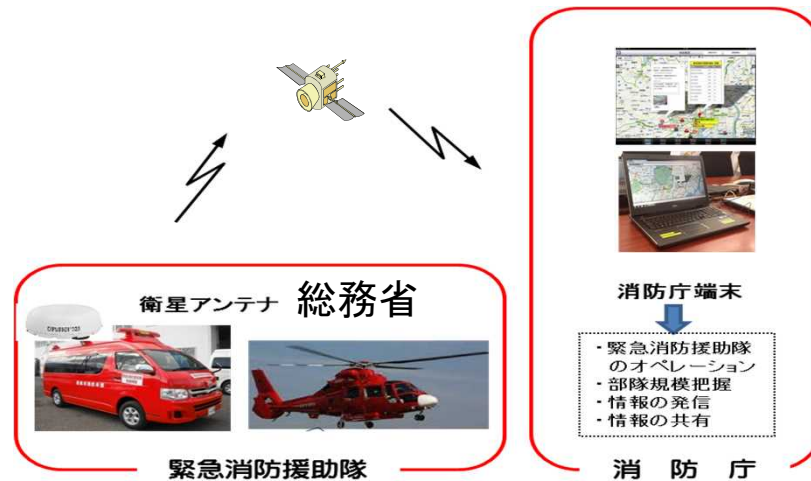 衛星アンテナ 総務省
緊急消防援助隊
消防庁端末
・緊急消防援助隊
のオペレーション
・部隊規模把握
・情報の発信
・情報の共有
消 防 庁